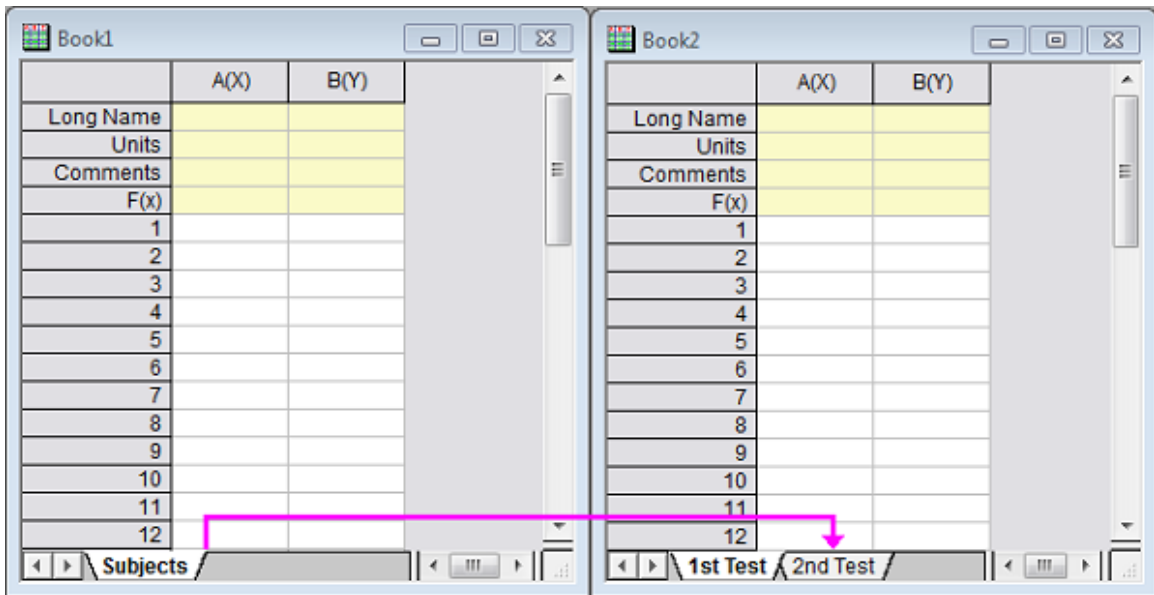 Book1
A(X) B(Y)
Long Name
Units
Comments
F(x)
1
2
3
4
5
6
7
8
9
10
11
12
Subjects
Book2
A(X) B(Y)
Long Name
Units
Comments
F(x)
1
2
3
4
5
6
7
8
9
10
11
12
1st Test 2nd Test